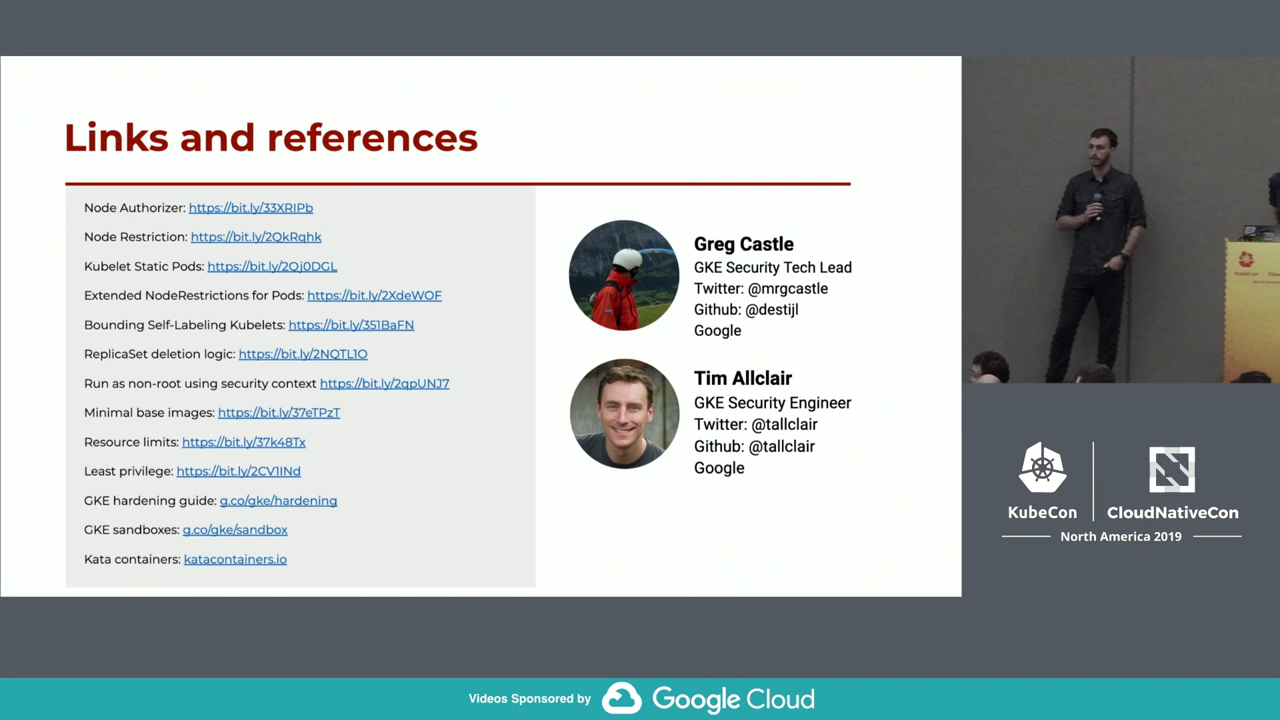 Links and references
Node Authorizer: https://bit.ly/33XRIPb
Node Restriction: https://bit.ly/2QkRqhk
Kubelet Static Pods: https://bit.ly/2Oj0DGL
Extended NodeRestrictions for Pods: https://bit.ly/2XdeWOF
Bounding Self-Labeling Kubelets: https://bit.ly/351BaFN
ReplicaSet deletion logic: https://bit.ly/2NQTL1O
Run as non-root using security context https://bit.ly/2qpUNJ7
Minimal base images: https://bit.ly/37eTPzT
Resource limits: https://bit.ly/37k48Tx
Least privilege: https://bit.ly/2CV1INd
GKE hardening guide: g.co/gke/hardening
GKE sandboxes: g.co/gke/sandbox
Kata containers: katacontainers.io
Greg Castle
GKE Security Tech Lead
Twitter: @mrgcastle
Github: @destijl
Google
Tim Allclair
GKE Security Engineer
Twitter: @tallclair
Github: @tallclair
Google
KubeCon
CloudNativeCon
North America 2019
Videos Sponsored by
Google Cloud